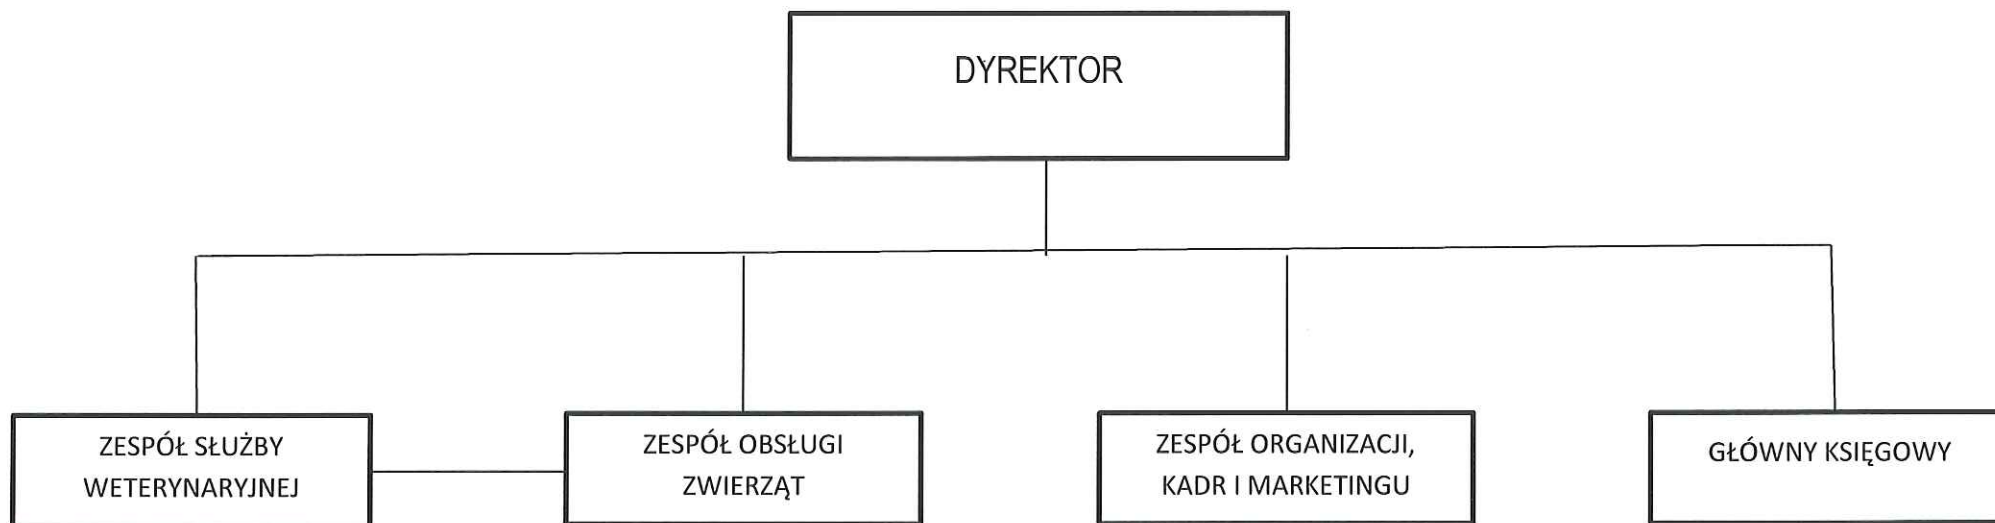 DYREKTOR
ZESPÓŁ SŁUŻBY
WETERYNARYJNEJ
ZESPÓŁ OBSŁUGI
ZWIERZĄT
ZESPÓŁ ORGANIZACJI,
KADR I MARKETINGU
GŁÓWNY KSIĘGOWY